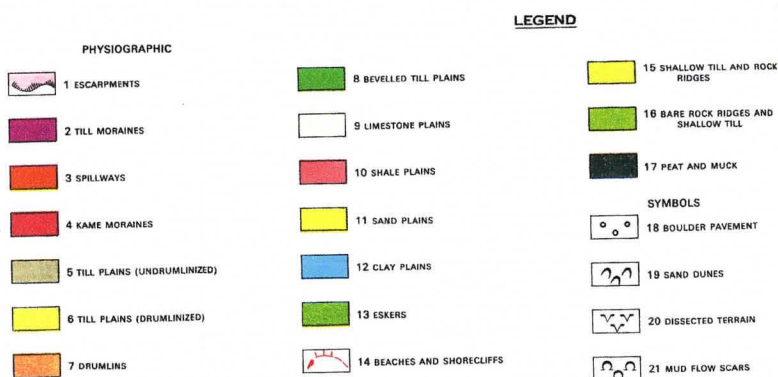 LEGEND
PHYSIOGRAPHIC
1 ESCARPMENTS
2 TILL MORAINES
3 SPILLWAYS
4 KAME MORAINES
5 TILL PLAINS (UNDRUMLINIZED)
6 TILL PLAINS (DRUMLINIZED)
7 DRUMLINS
8 BEVELLED TILL PLAINS
9 LIMESTONE PLAINS
10 SHALE PLAINS
11 SAND PLAINS
12 CLAY PLAINS
13 ESKERS
14 BEACHES AND SHORECLIFFS
15 SHALLOW TILL AND ROCK
RIDGES
16 BARE ROCK RIDGES AND
SHALLOW TILL
17 PEAT AND MUCK
SYMBOLS
18 BOULDER PAVEMENT
19 SAND DUNES
20 DISSECTED TERRAIN
21 MUD FLOW SCARS